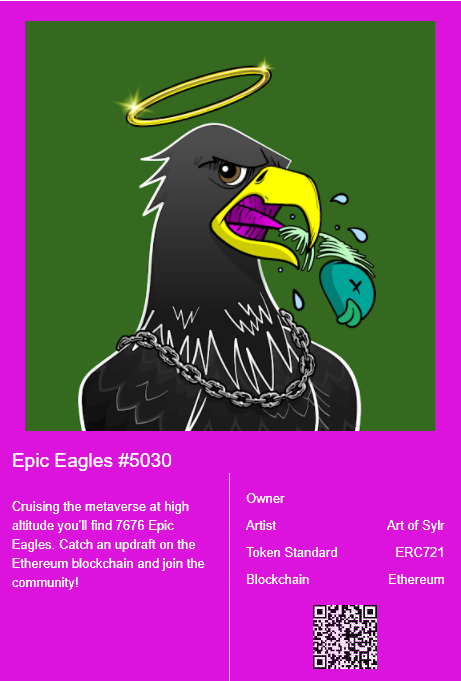 Epic Eagles #5030
Cruising the metaverse at high
altitude you'll find 7676 Epic
Eagles. Catch an updraft on the
Ethereum blockchain and join the
community!
Owner
Artist Art of Sylr
Token Standard ERC721
Blockchain Ethereum